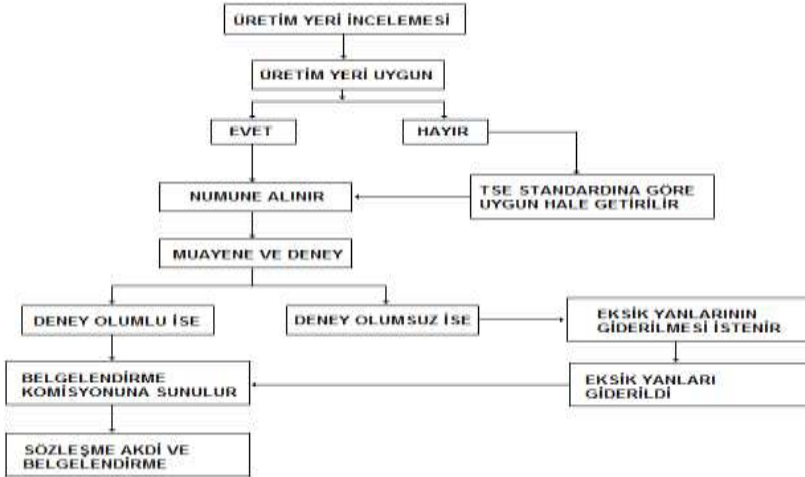 ÜRETİM YERİ İNCELEMESİ
ÜRETİM YERİ UYGUN
EVET
HAYIR
NUMUNE ALINIR
TSE STANDARDINA GÖRE
UYGUN HALE GETİRİLİR
MUAYENE VE DENEY
DENEY OLUMLU İSE
DENEY OLUMSUZ İSE
EKSİK YANLARININ
GİDERİLMESİ İSTENİR
BELGELENDİRME
KOMİSYONUNA SUNULUR
EKSİK YANLARI
GİDERİLDİ
SÖZLEŞME AKDİ VE
BELGELENDİRME